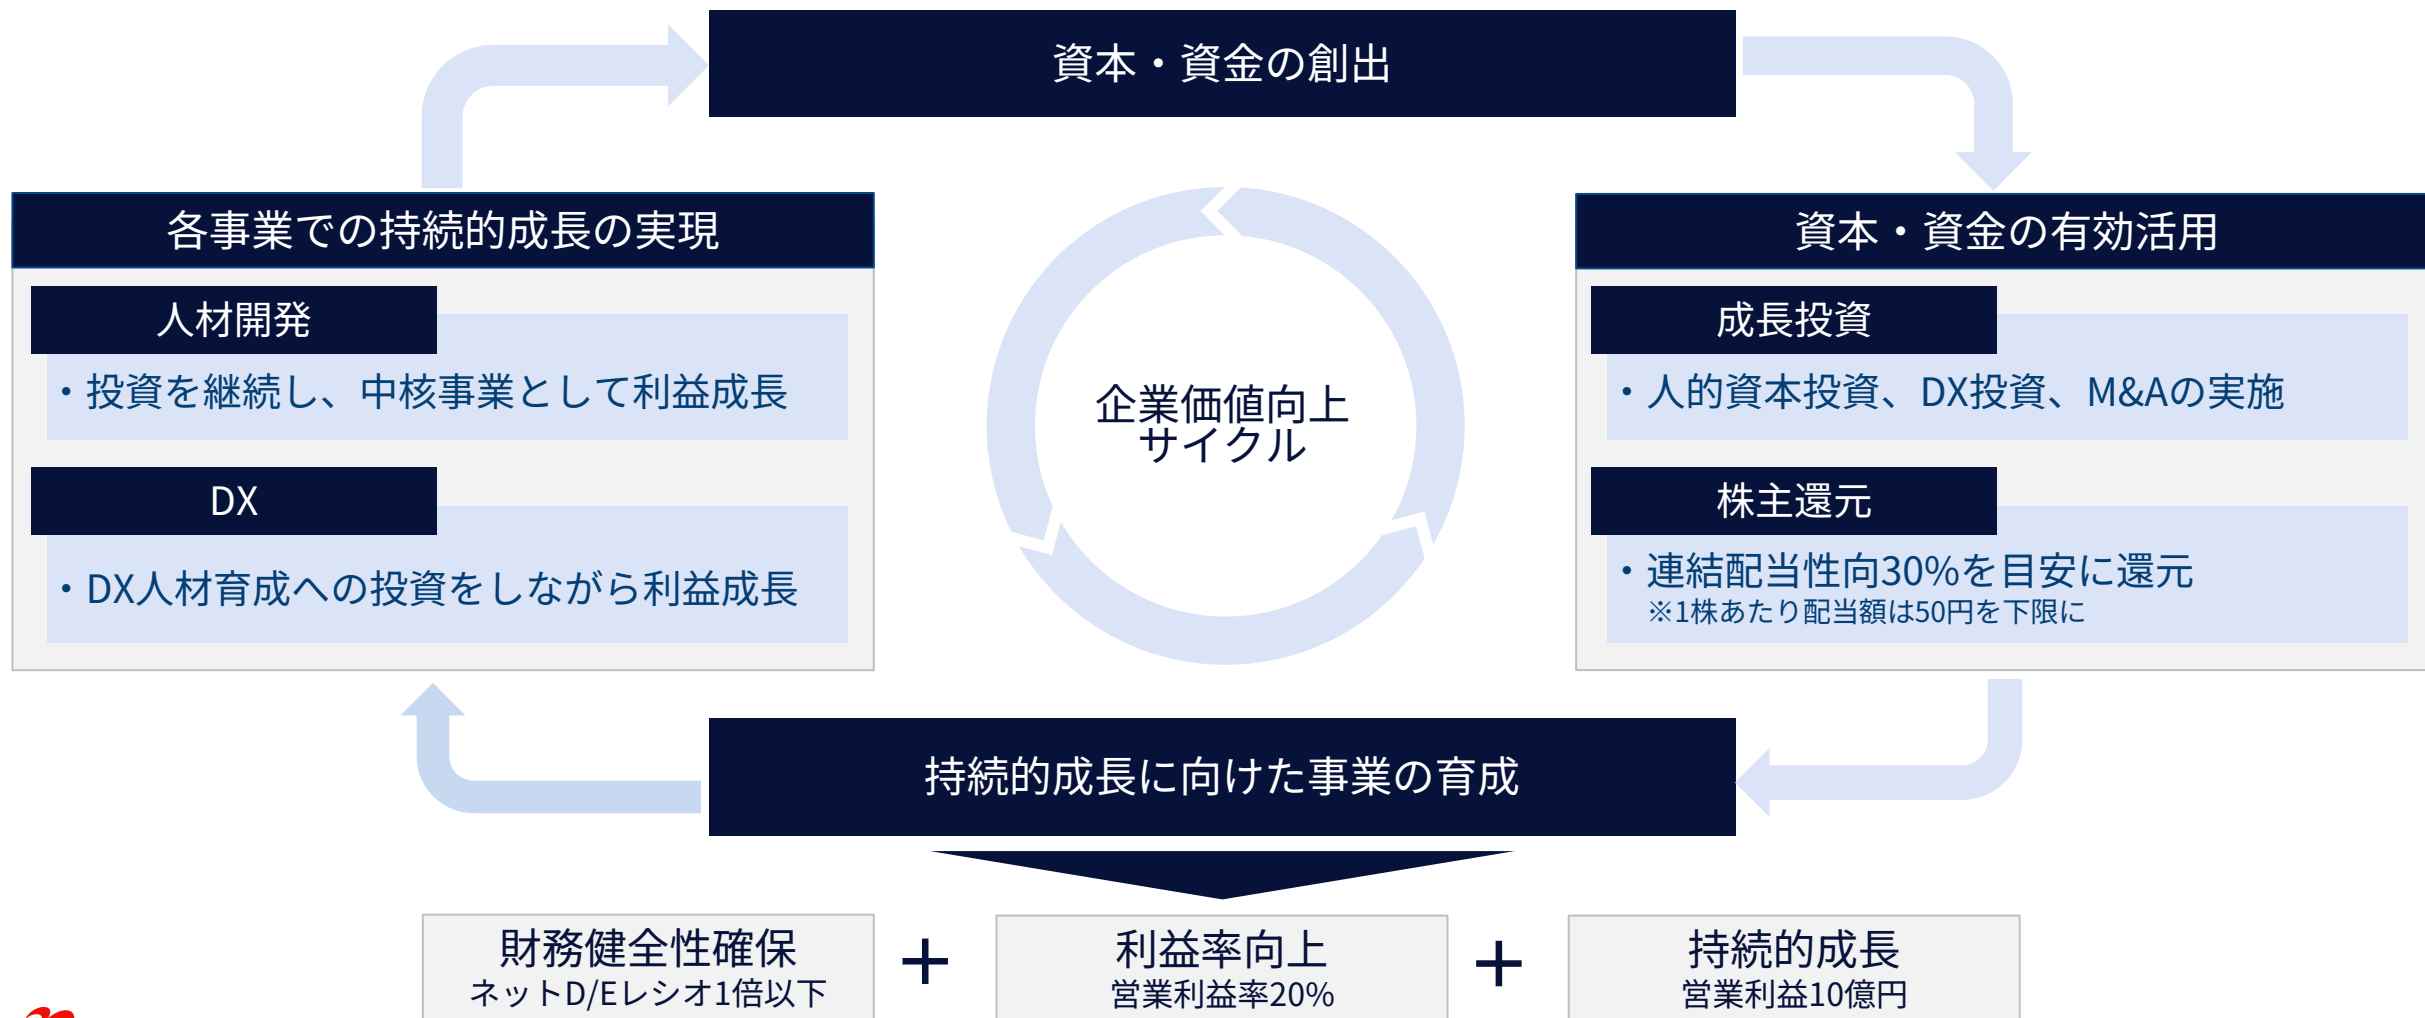 資本・資金の創出
各事業での持続的成長の実現
人材開発
・投資を継続し、中核事業として利益成長
DX
・DX人材育成への投資をしながら利益成長
企業価値向上
サイクル
資本・資金の有効活用
成長投資
・人的資本投資、DX投資、M&Aの実施
株主還元
・連結配当性向30%を目安に還元
※1株あたり配当額は50円を下限に
持続的成長に向けた事業の育成
財務健全性確保
ネットD/Eレシオ1倍以下
+
利益率向上
営業利益率20%
+
持続的成長
営業利益10億円